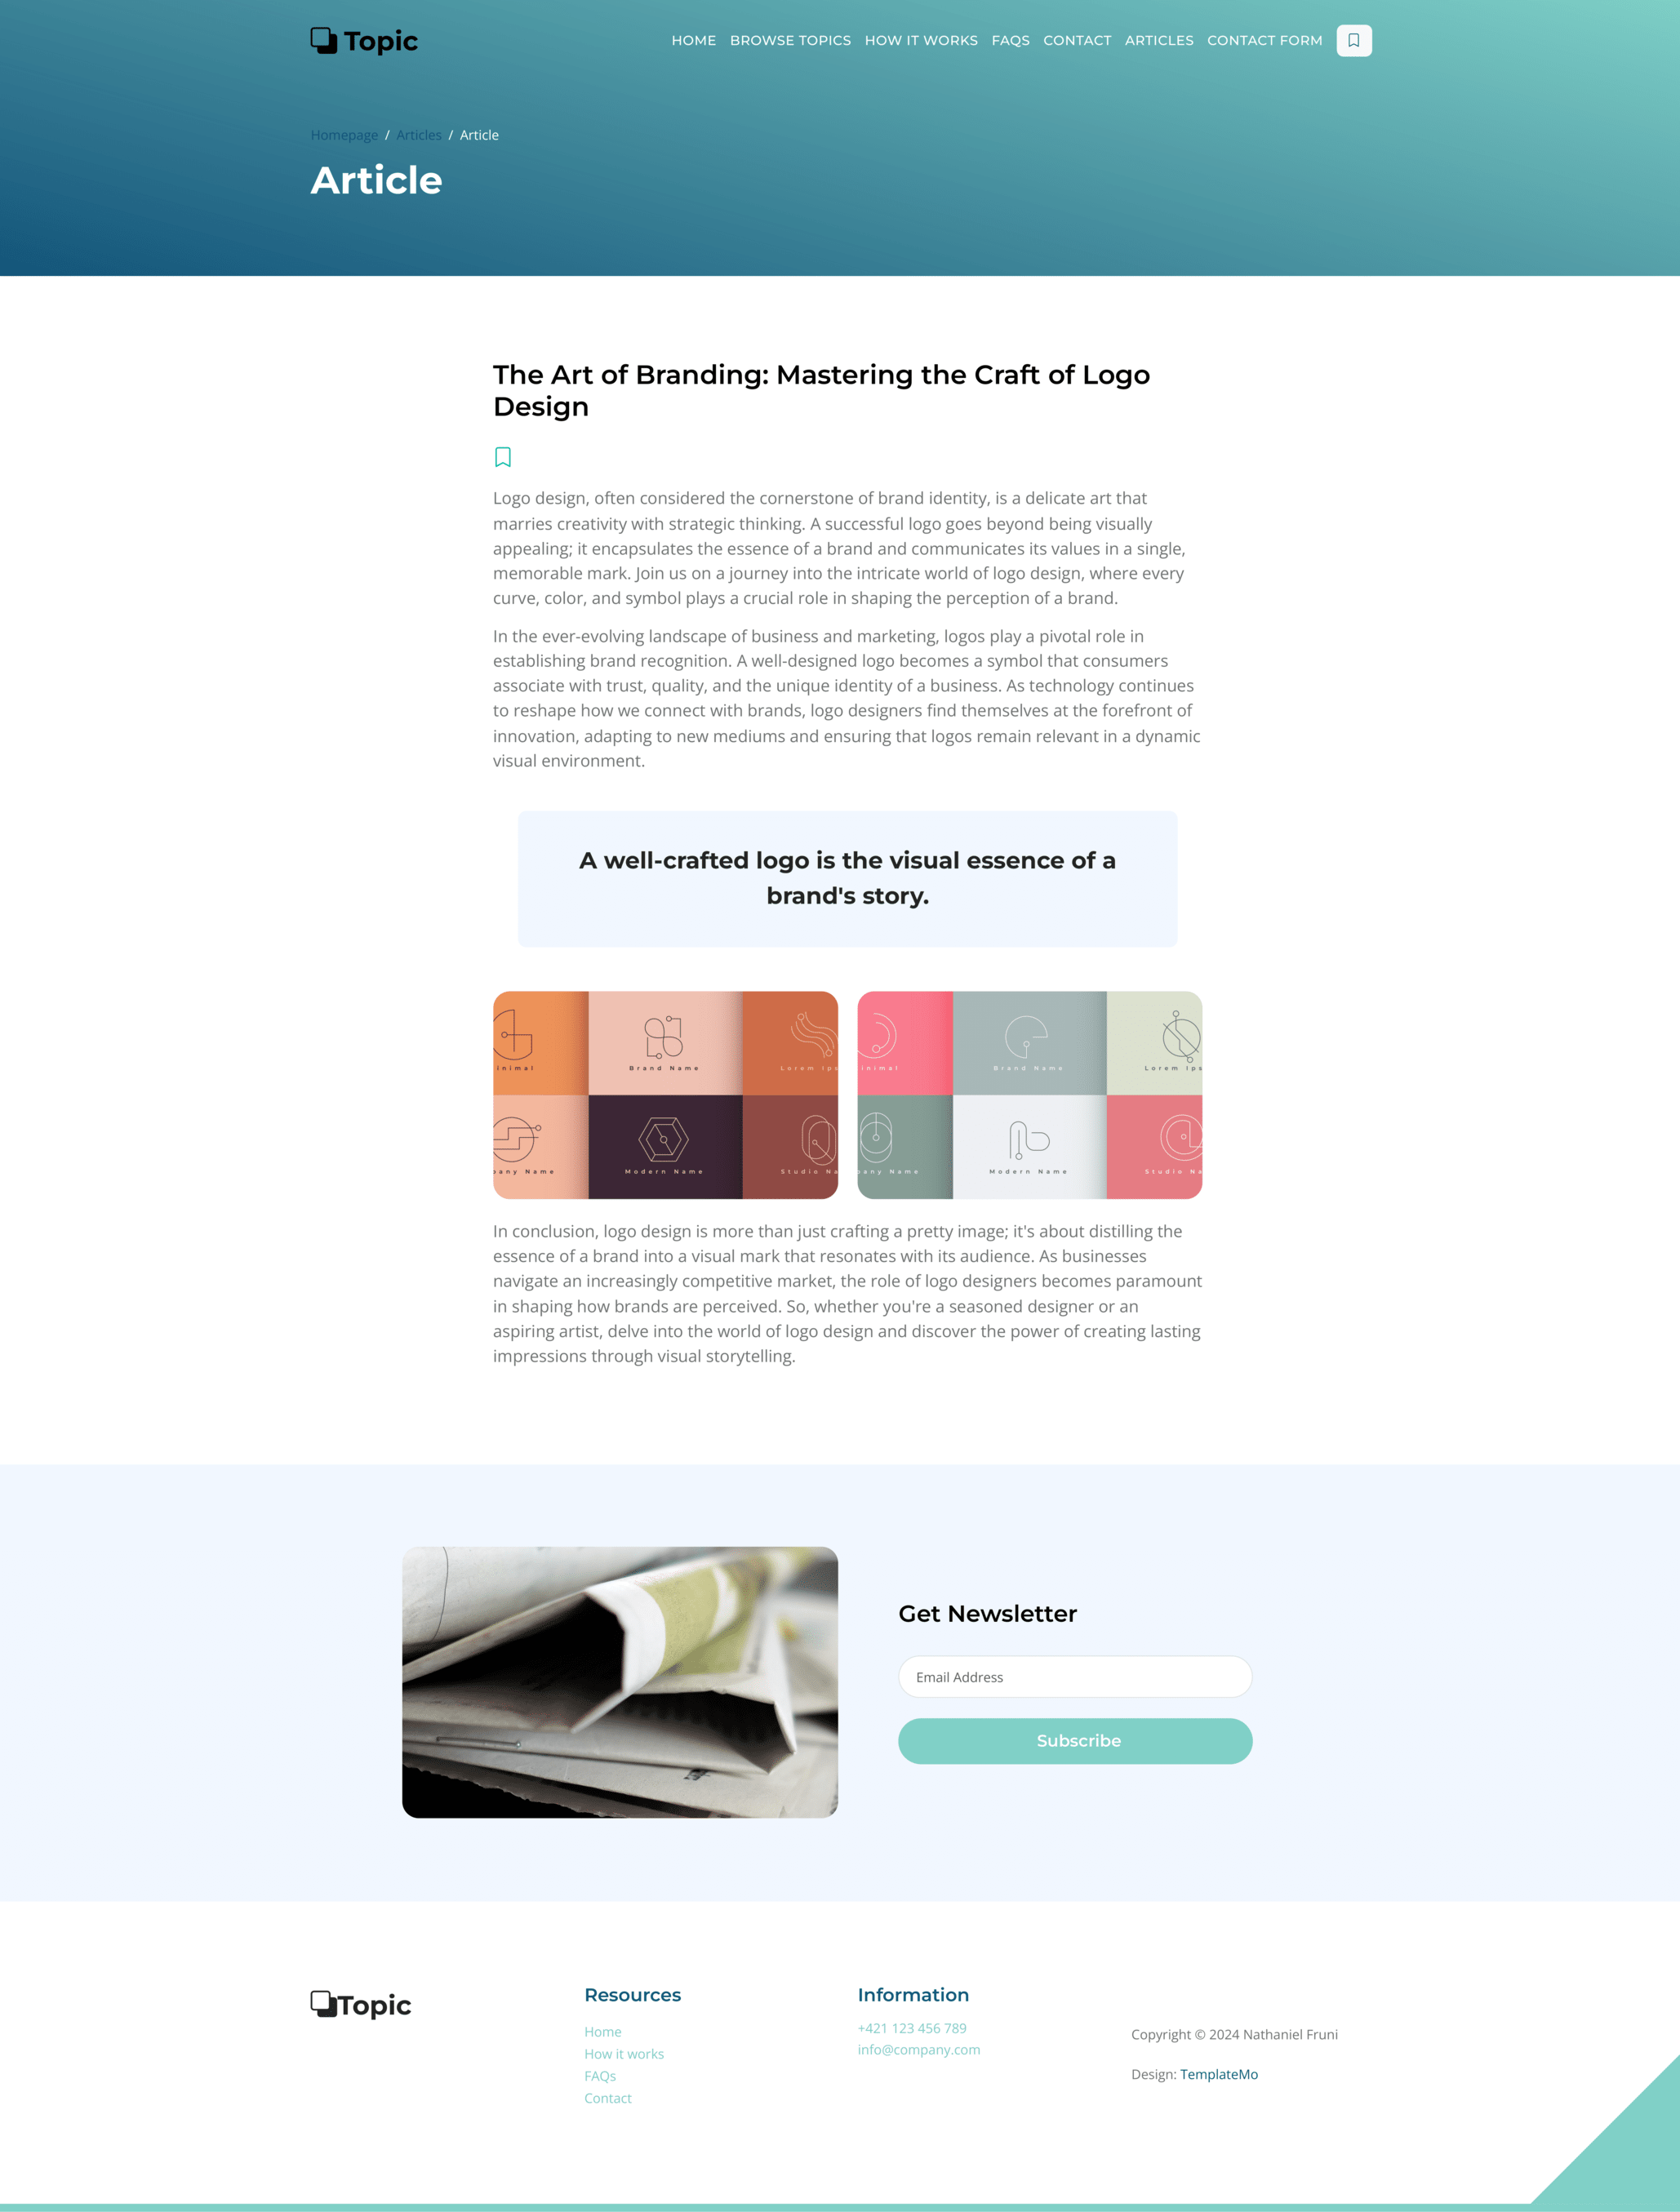 Topic
HOME BROWSE TOPICS HOW IT WORKS FAQS CONTACT ARTICLES CONTACT FORM
Homepage / Articles / Article
Article
The Art of Branding: Mastering the Craft of Logo
Design
Logo design, often considered the cornerstone of brand identity, is a delicate art that
marries creativity with strategic thinking. A successful logo goes beyond being visually
appealing; it encapsulates the essence of a brand and communicates its values in a single,
memorable mark. Join us on a journey into the intricate world of logo design, where every
curve, color, and symbol plays a crucial role in shaping the perception of a brand.
In the ever-evolving landscape of business and marketing, logos play a pivotal role in
establishing brand recognition. A well-designed logo becomes a symbol that consumers
associate with trust, quality, and the unique identity of a business. As technology continues
to reshape how we connect with brands, logo designers find themselves at the forefront of
innovation, adapting to new mediums and ensuring that logos remain relevant in a dynamic
visual environment.
A well-crafted logo is the visual essence of a
brand's story.
inimal Brand Name Lorem Ips
pany Name Modern Name Studio Na
inimal Brand Name Lorem Ips
pany Name Modern Name Studio Na
In conclusion, logo design is more than just crafting a pretty image; it's about distilling the
essence of a brand into a visual mark that resonates with its audience. As businesses
navigate an increasingly competitive market, the role of logo designers becomes paramount
in shaping how brands are perceived. So, whether you're a seasoned designer or an
aspiring artist, delve into the world of logo design and discover the power of creating lasting
impressions through visual storytelling.
Get Newsletter
Email Address
Subscribe
Topic
Resources
Home
How it works
FAQs
Contact
Information
+421 123 456 789
info@company.com
Copyright © 2024 Nathaniel Fruni
Design: TemplateMo